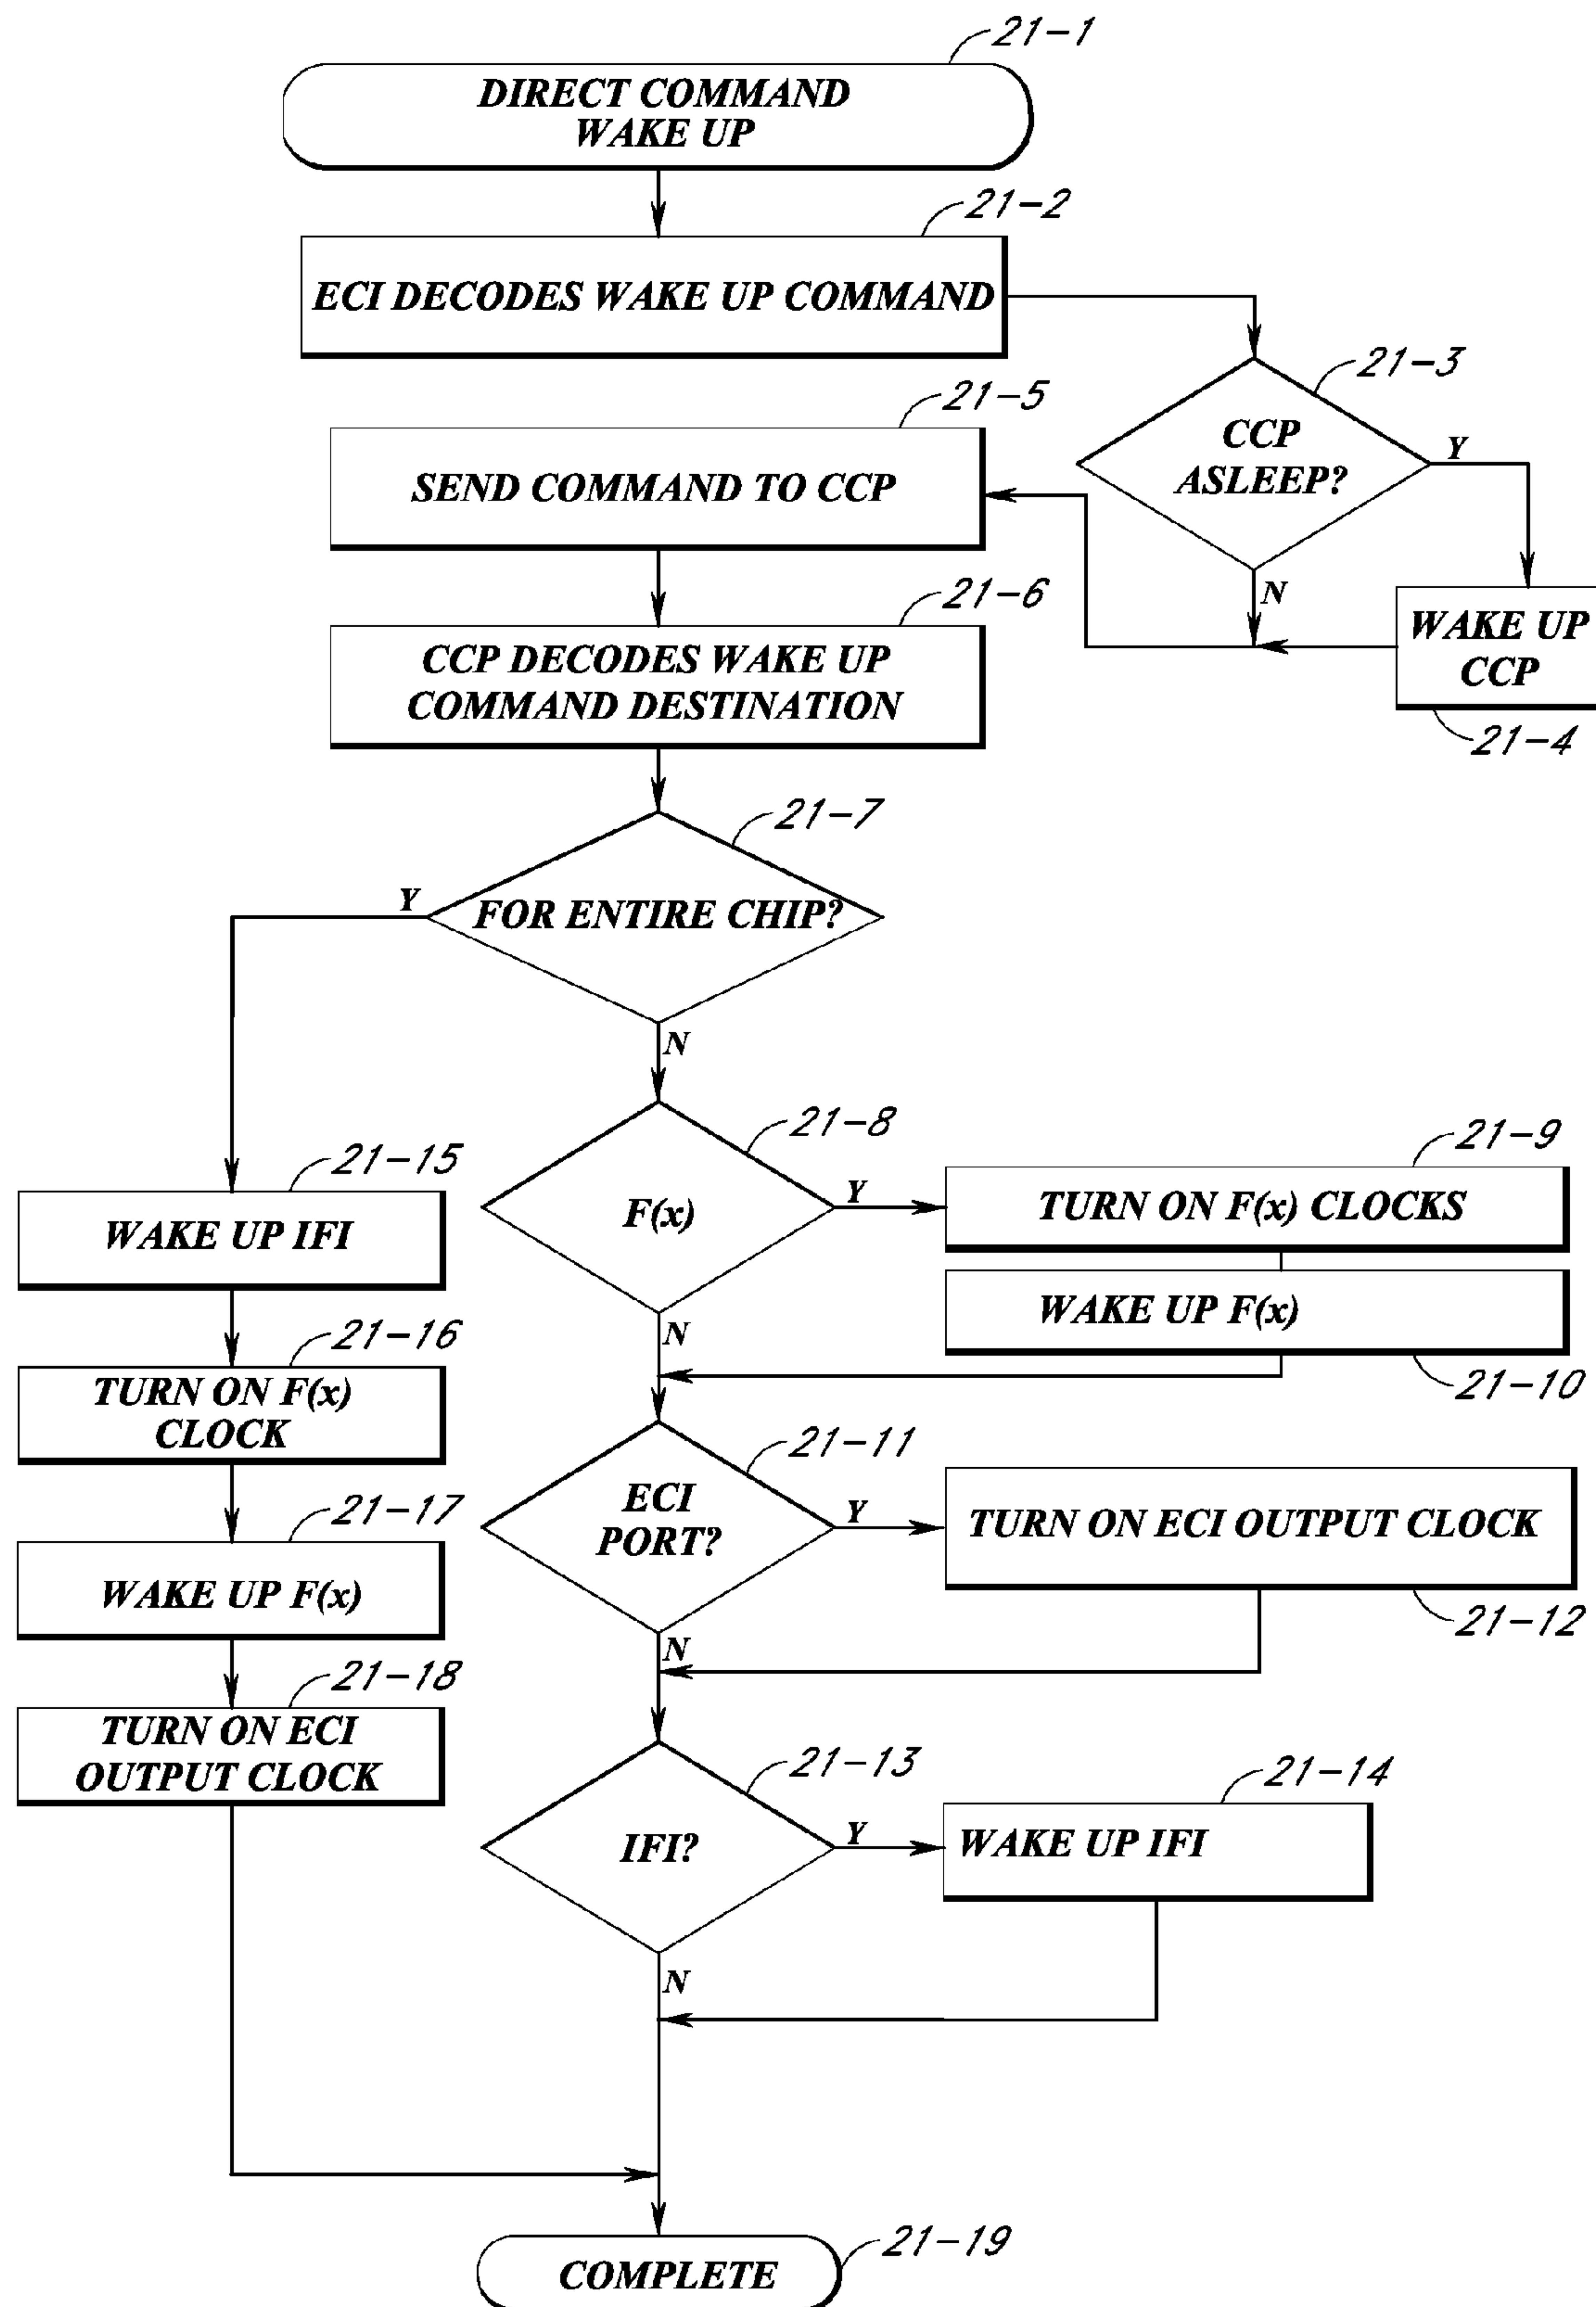 21-1
DIRECT COMMAND
WAKE UP
21-2
ECI DECODES WAKE UP COMMAND
21-3
CCP
ASLEEP?
Y
N
21-5
SEND COMMAND TO CCP
WAKE UP
CCP
21-4
21-6
CCP DECODES WAKE UP
COMMAND DESTINATION
21-7
FOR ENTIRE CHIP?
Y
N
21-8
F(x)
Y
N
21-9
TURN ON F(x) CLOCKS
WAKE UP F(x)
21-10
21-15
WAKE UP IFI
21-16
TURN ON F(x)
CLOCK
21-17
WAKE UP F(x)
21-18
TURN ON ECI
OUTPUT CLOCK
21-11
ECI
PORT?
Y
N
TURN ON ECI OUTPUT CLOCK
21-12
21-13
IFI?
Y
N
21-14
WAKE UP IFI
21-19
COMPLETE